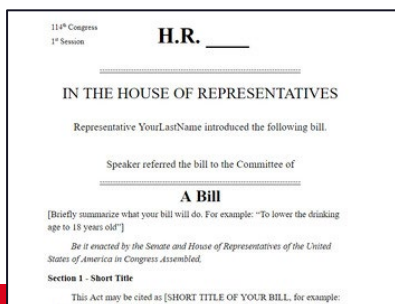 114th Congress
1st Session
H.R. ____
IN THE HOUSE OF REPRESENTATIVES
Representative YourLastName introduced the following bill.
Speaker referred the bill to the Committee of
A Bill
[Briefly summarize what your bill will do. For example: “To lower the drinking
age to 18 years old”]
Be it enacted by the Senate and House of Representatives of the United
States of America in Congress Assembled,
Section 1 - Short Title
This Act may be cited as [SHORT TITLE OF YOUR BILL, for example: